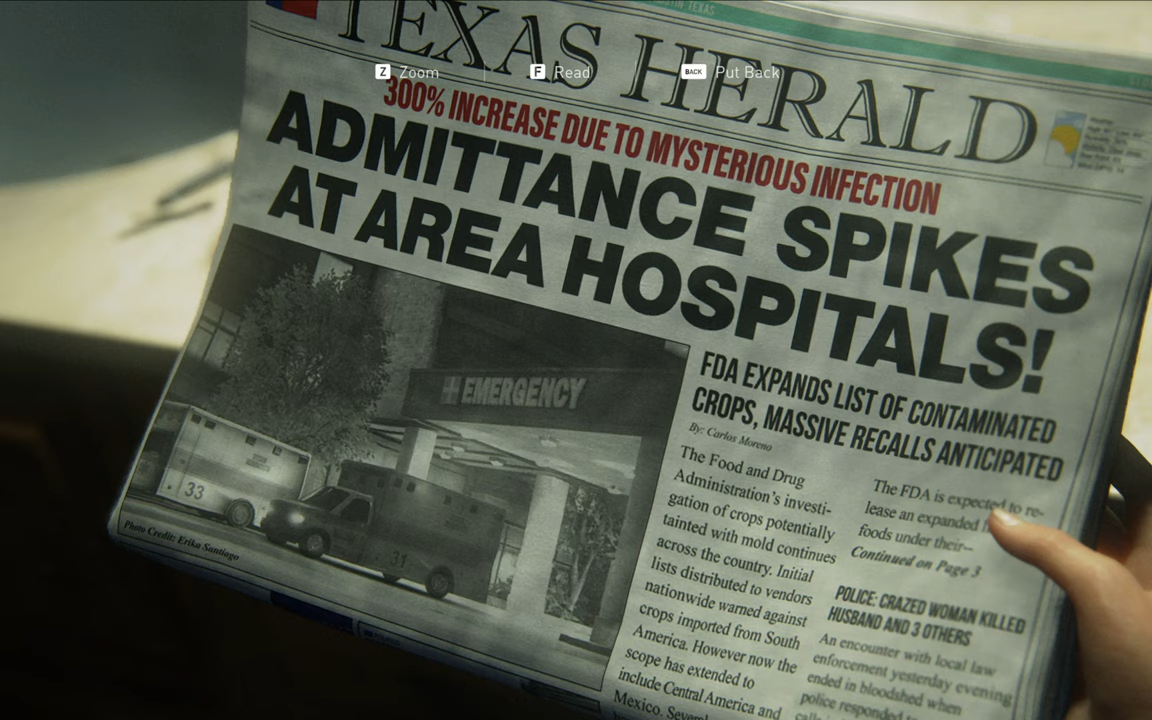 TEXAS HERALD
Z Zoom
F Read
BACK Put Back
300% INCREASE DUE TO MYSTERIOUS INFECTION
ADMITTANCE SPIKES
AT AREA HOSPITALS!
EMERGENCY
33
31
Photo Credit: Erika Santiago
FDA EXPANDS LIST OF CONTAMINATED
CROPS, MASSIVE RECALLS ANTICIPATED
By: Carlos Moreno
The Food and Drug
Administration's investi-
gation of crops potentially
tainted with mold continues
across the country. Initial
lists distributed to vendors
nationwide warned against
crops imported from South
America. However now the
scope has extended to
include Central America and
Mexico.
The FDA is expected to re-
lease an expanded
foods under their--
Continued on Page 3
POLICE: CRAZED WOMAN KILLED
HUSBAND AND 3 OTHERS
An encounter with local law
enforcement yesterday evening
ended in bloodshed when
police responded to